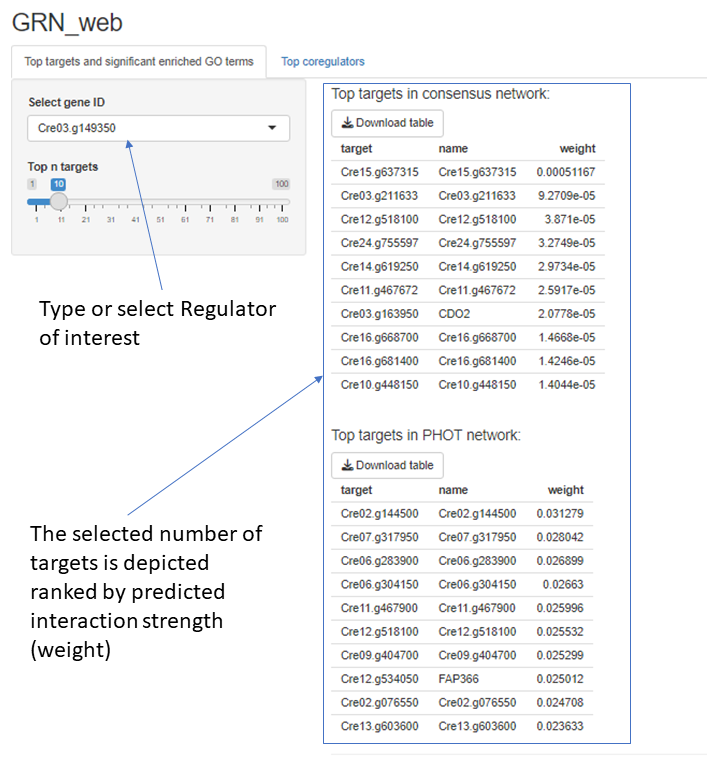 GRN_web
Top targets and significant enriched GO terms
Top coregulators
Select gene ID
Cre03.g149350
Top n targets
1 10 100
1 11 21 31 41 51 61 71 81 91 100
Type or select Regulator
of interest
The selected number of
targets is depicted
ranked by predicted
interaction strength
(weight)
Top targets in consensus network:
Download table
target name weight
Cre15.g637315 Cre15.g637315 0.00051167
Cre03.g211633 Cre03.g211633 9.2709e-05
Cre12.g518100 Cre12.g518100 3.871e-05
Cre24.g755597 Cre24.g755597 3.2749e-05
Cre14.g619250 Cre14.g619250 2.9734e-05
Cre11.g467672 Cre11.g467672 2.5917e-05
Cre03.g163950 CDO2 2.0778e-05
Cre16.g668700 Cre16.g668700 1.4668e-05
Cre16.g681400 Cre16.g681400 1.4246e-05
Cre10.g448150 Cre10.g448150 1.4044e-05
Top targets in PHOT network:
Download table
target name weight
Cre02.g144500 Cre02.g144500 0.031279
Cre07.g317950 Cre07.g317950 0.028042
Cre06.g283900 Cre06.g283900 0.026899
Cre06.g304150 Cre06.g304150 0.02663
Cre11.g467900 Cre11.g467900 0.025996
Cre12.g518100 Cre12.g518100 0.025532
Cre09.g404700 Cre09.g404700 0.025299
Cre12.g534050 FAP366 0.025012
Cre02.g076550 Cre02.g076550 0.024708
Cre13.g603600 Cre13.g603600 0.023633